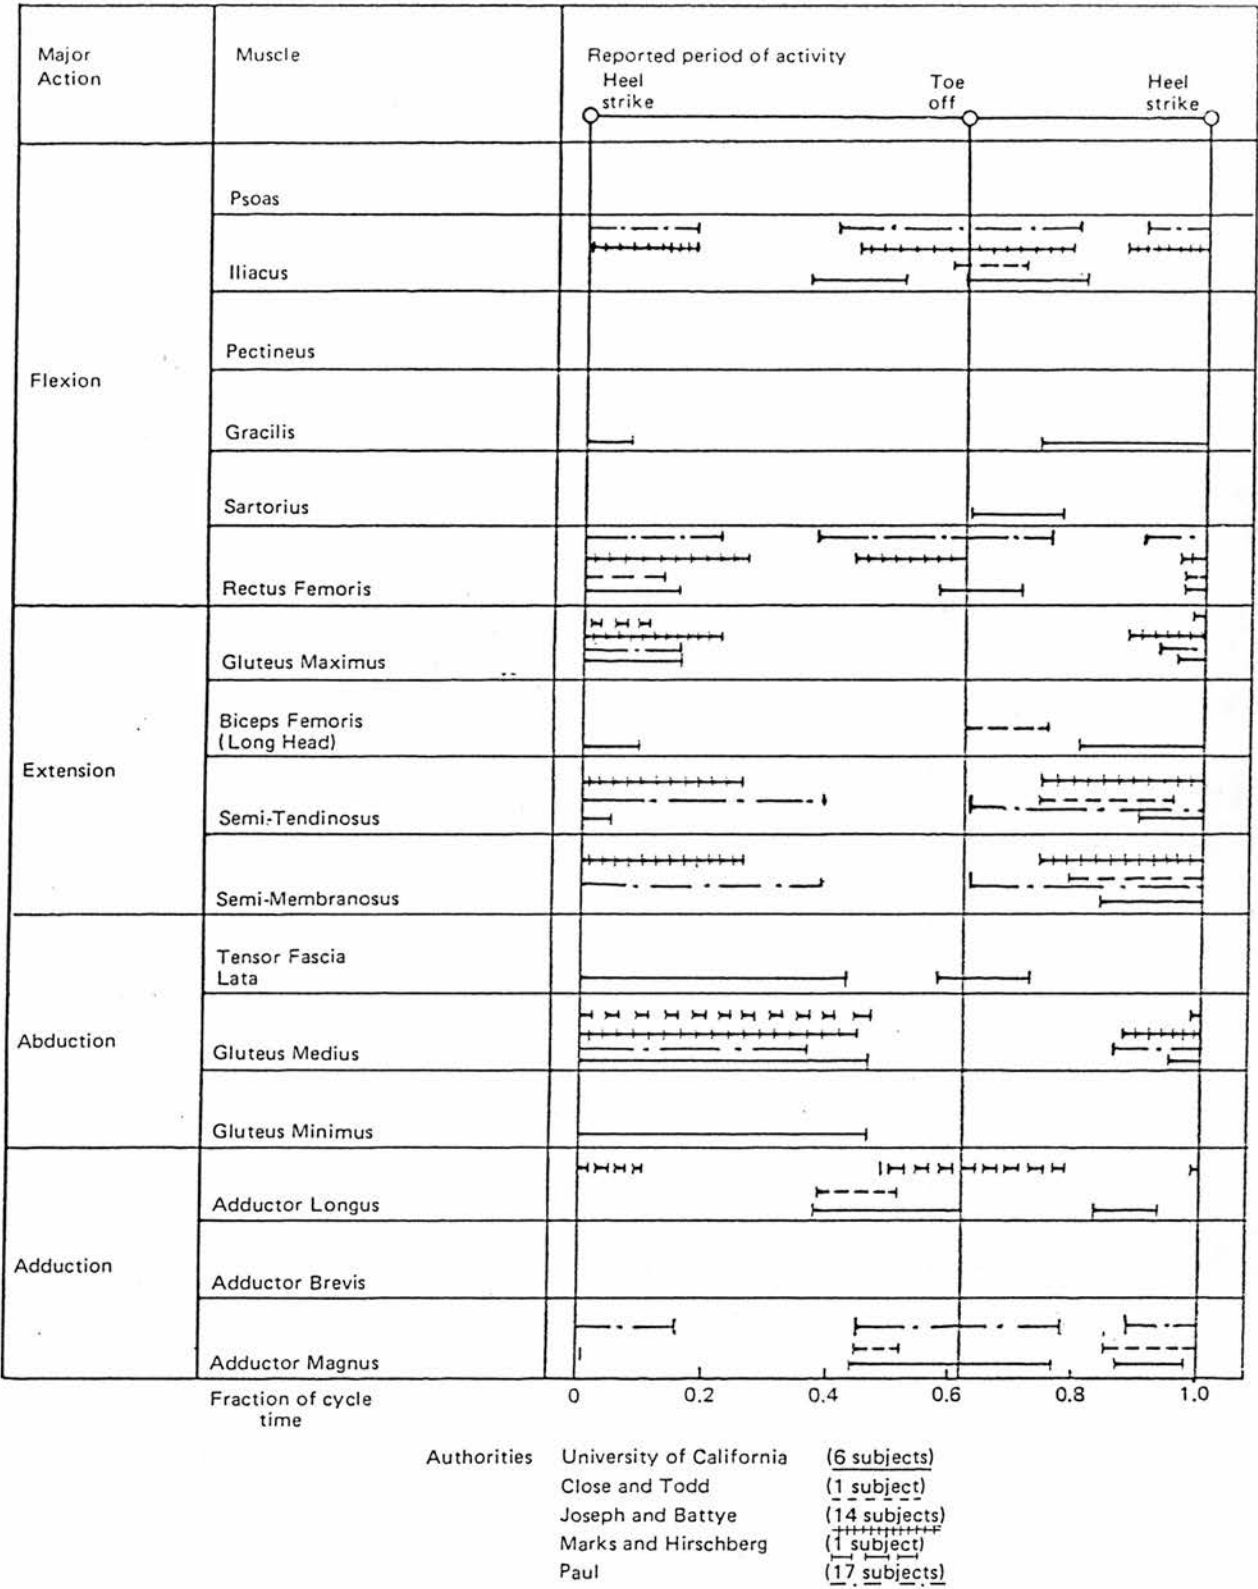 Major
Action
Muscle
Reported period of activity
Heel
strike
Toe
off
Heel
strike
Flexion
Psoas
Iliacus
Pectineus
Gracilis
Sartorius
Rectus Femoris
Extension
Gluteus Maximus
Biceps Femoris
(Long Head)
Semi-Tendinosus
Semi-Membranosus
Abduction
Tensor Fascia
Lata
Gluteus Medius
Gluteus Minimus
Adduction
Adductor Longus
Adductor Brevis
Adductor Magnus
Fraction of cycle
time
0 0.2 0.4 0.6 0.8 1.0
Authorities University of California (6 subjects)
Close and Todd (1 subject)
Joseph and Battye (14 subjects)
Marks and Hirschberg (1 subject)
Paul (17 subjects)